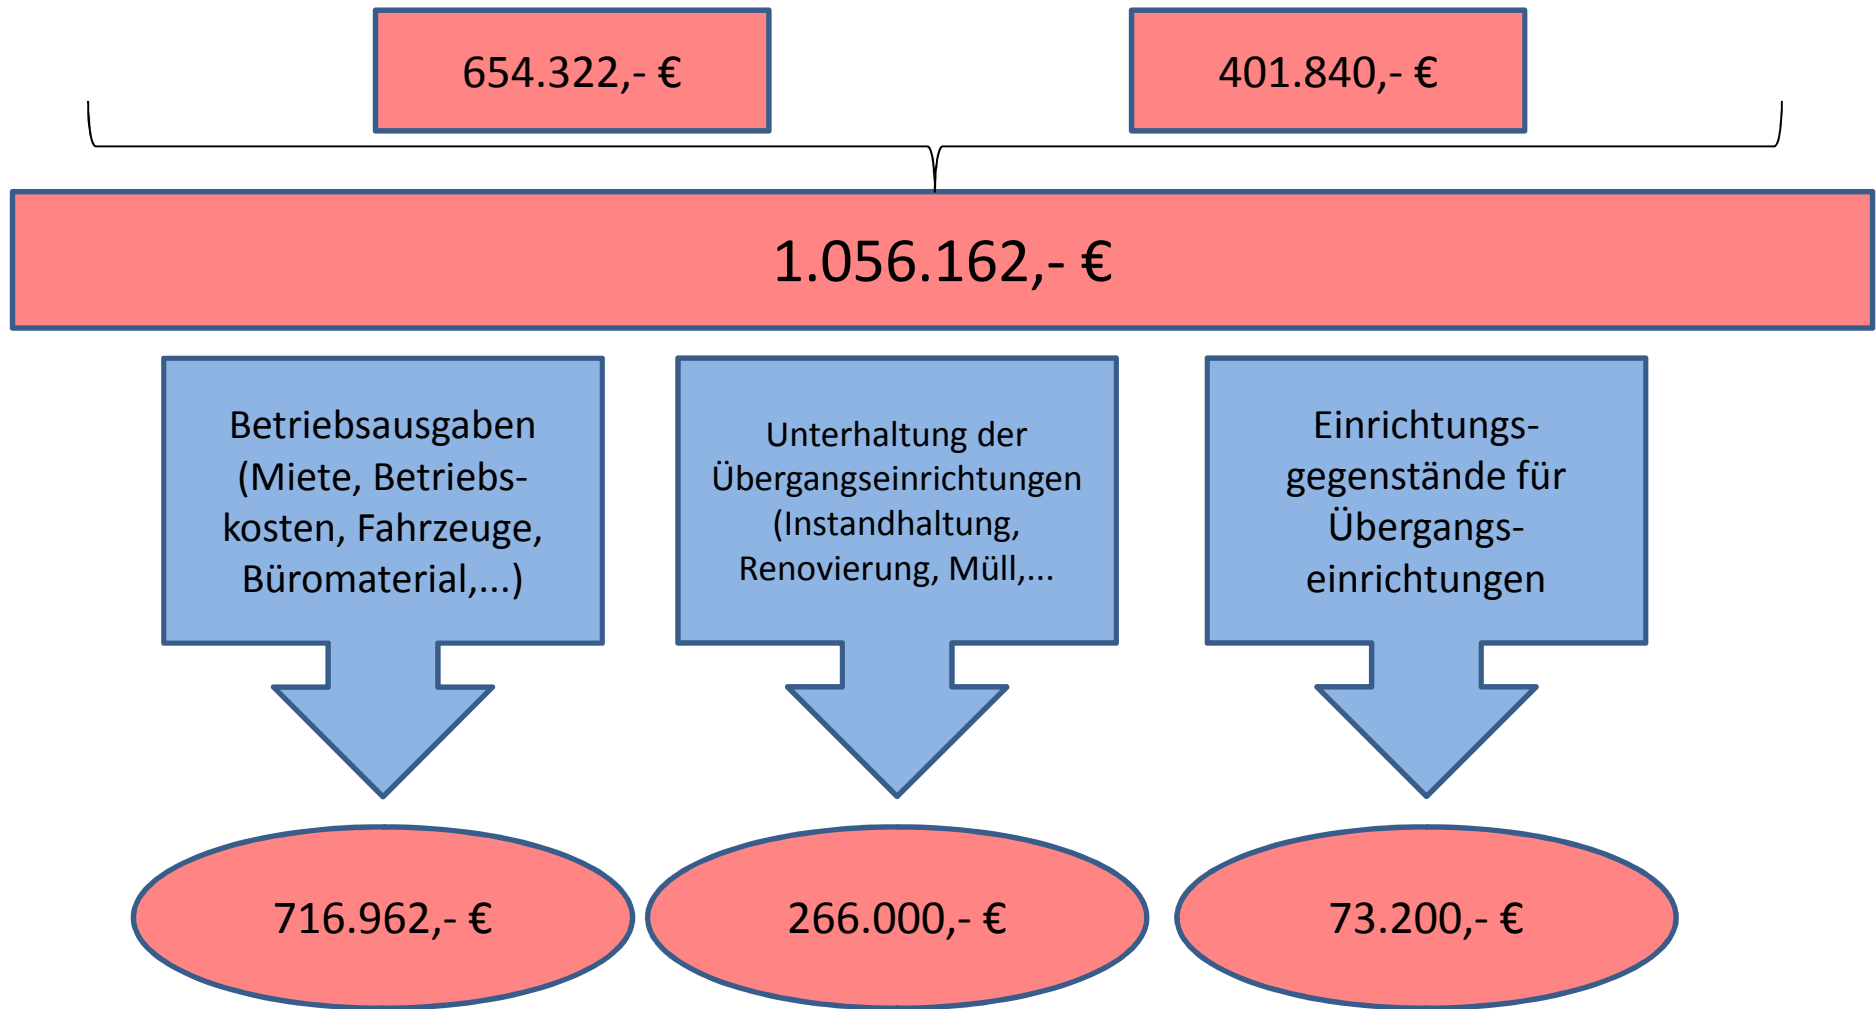 654.322,- €
401.840,- €
1.056.162,- €
Betriebsausgaben
(Miete, Betriebs-
kosten, Fahrzeuge,
Büromaterial,...)
Unterhaltung der
Übergangseinrichtungen
(Instandhaltung,
Renovierung, Müll,...
Einrichtungs-
gegenstände für
Übergangs-
einrichtungen
716.962,- €
266.000,- €
73.200,- €